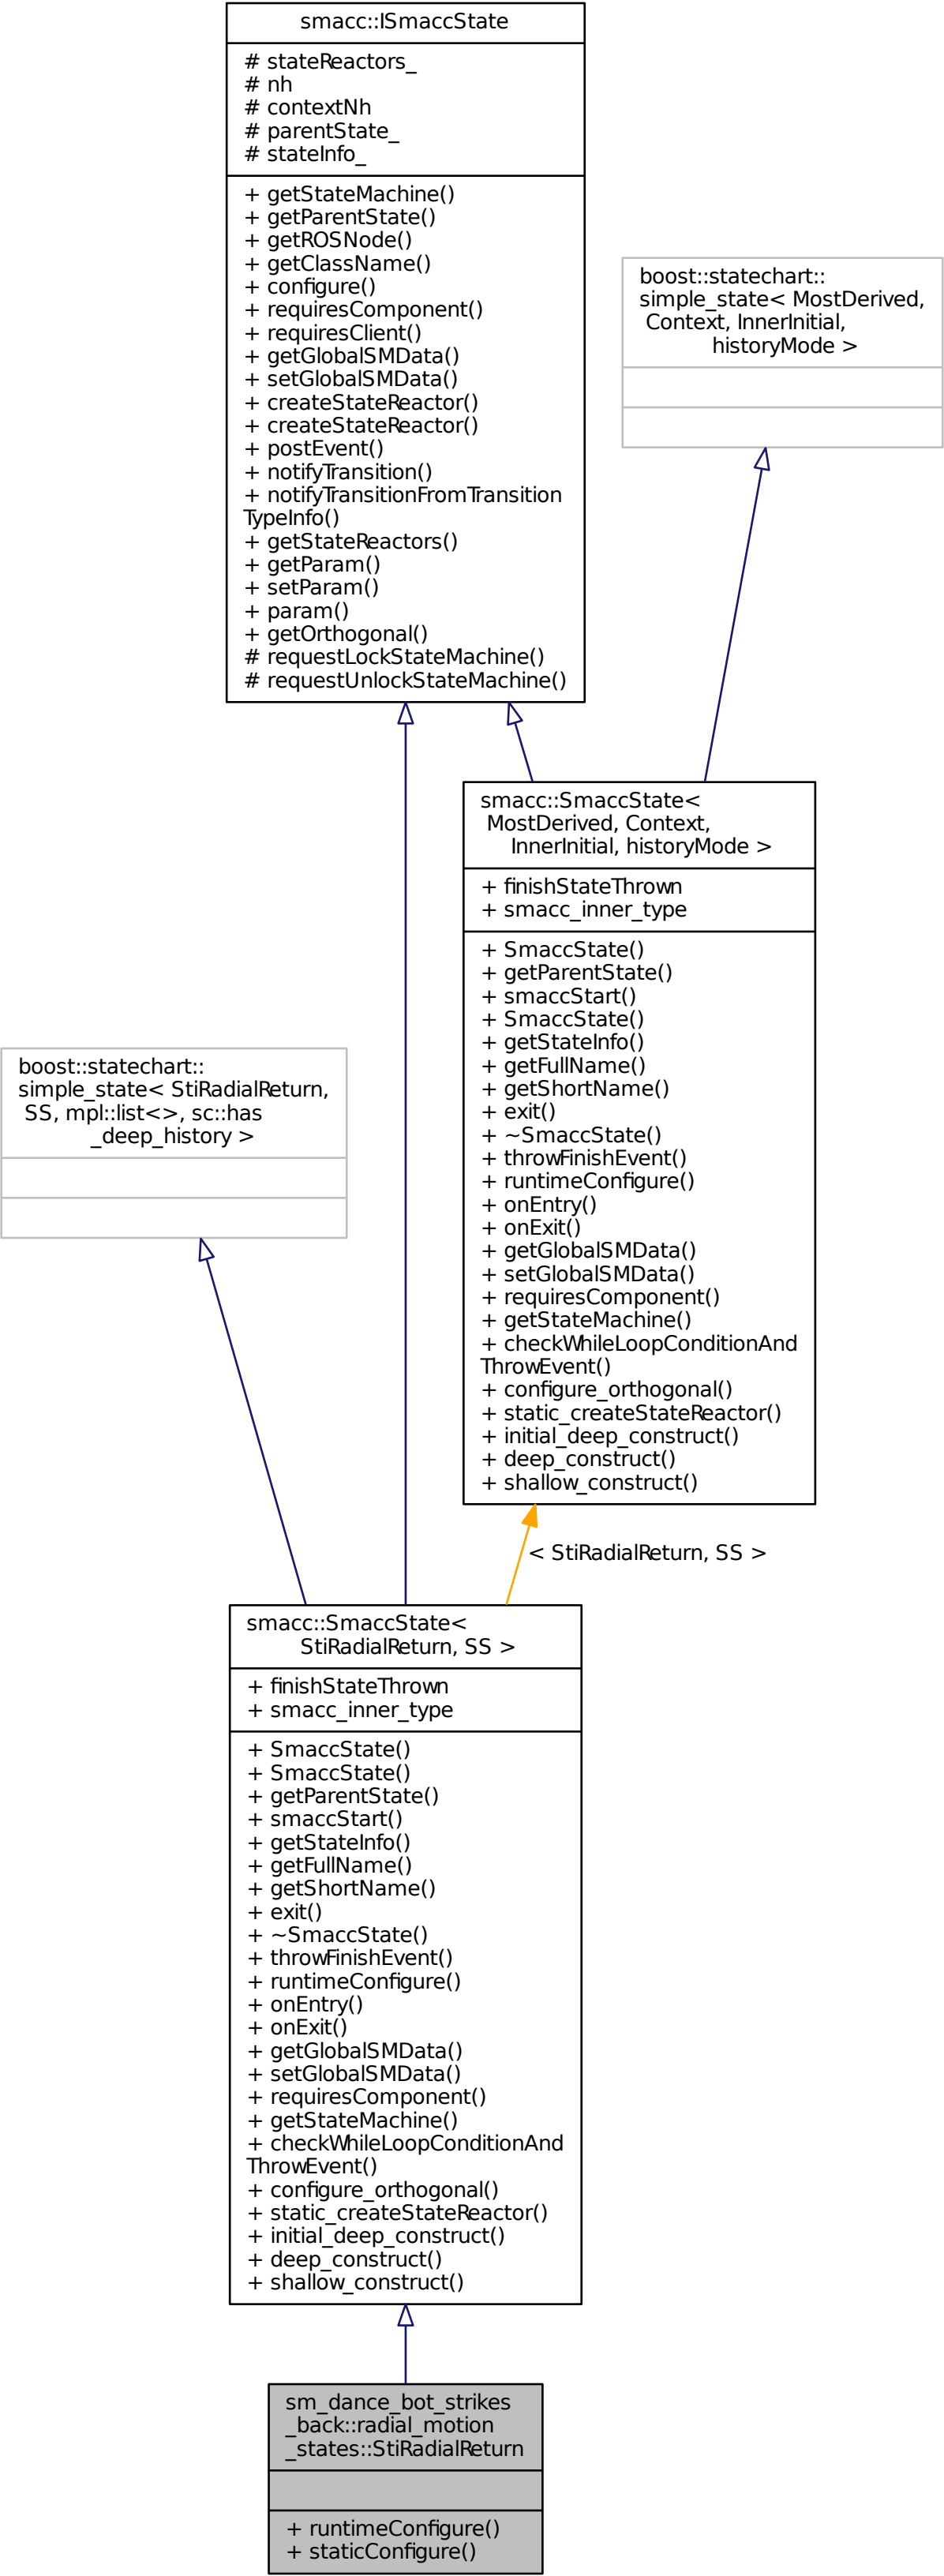 smacc::ISmaccState
# stateReactors_
# nh
# contextNh
# parentState_
# stateInfo_
+ getStateMachine()
+ getParentState()
+ getROSNode()
+ getClassName()
+ configure()
+ requiresComponent()
+ requiresClient()
+ getGlobalSMData()
+ setGlobalSMData()
+ createStateReactor()
+ createStateReactor()
+ postEvent()
+ notifyTransition()
+ notifyTransitionFromTransition
TypeInfo()
+ getStateReactors()
+ getParam()
+ setParam()
+ param()
+ getOrthogonal()
# requestLockStateMachine()
# requestUnlockStateMachine()
boost::statechart::
simple_state< MostDerived,
Context, InnerInitial,
historyMode >
smacc::SmaccState<
MostDerived, Context,
InnerInitial, historyMode >
+ finishStateThrown
+ smacc_inner_type
+ SmaccState()
+ getParentState()
+ smaccStart()
+ SmaccState()
+ getStateInfo()
+ getFullName()
+ getShortName()
+ exit()
+ ~SmaccState()
+ throwFinishEvent()
+ runtimeConfigure()
+ onEntry()
+ onExit()
+ getGlobalSMData()
+ setGlobalSMData()
+ requiresComponent()
+ getStateMachine()
+ checkWhileLoopConditionAnd
ThrowEvent()
+ configure_orthogonal()
+ static_createStateReactor()
+ initial_deep_construct()
+ deep_construct()
+ shallow_construct()
boost::statechart::
simple_state< StiRadialReturn,
SS, mpl::list<>, sc::has
_deep_history >
< StiRadialReturn, SS >
smacc::SmaccState<
StiRadialReturn, SS >
+ finishStateThrown
+ smacc_inner_type
+ SmaccState()
+ SmaccState()
+ getParentState()
+ smaccStart()
+ getStateInfo()
+ getFullName()
+ getShortName()
+ exit()
+ ~SmaccState()
+ throwFinishEvent()
+ runtimeConfigure()
+ onEntry()
+ onExit()
+ getGlobalSMData()
+ setGlobalSMData()
+ requiresComponent()
+ getStateMachine()
+ checkWhileLoopConditionAnd
ThrowEvent()
+ configure_orthogonal()
+ static_createStateReactor()
+ initial_deep_construct()
+ deep_construct()
+ shallow_construct()
sm_dance_bot_strikes
_back::radial_motion
_states::StiRadialReturn
+ runtimeConfigure()
+ staticConfigure()